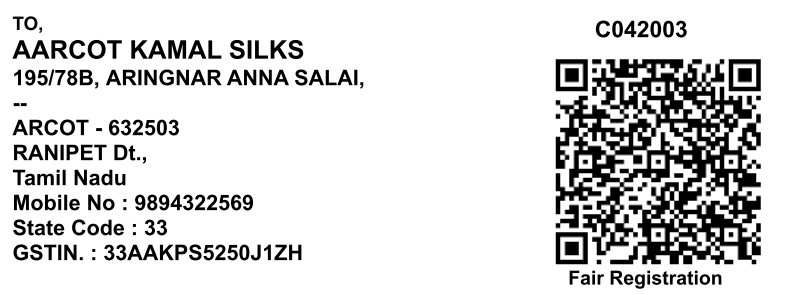 TO,
AARCOT KAMAL SILKS
195/78B, ARINGNAR ANNA SALAI,
--
ARCOT - 632503
RANIPET Dt.,
Tamil Nadu
Mobile No : 9894322569
State Code : 33
GSTIN. : 33AAKPS5250J1ZH
C042003
Fair Registration